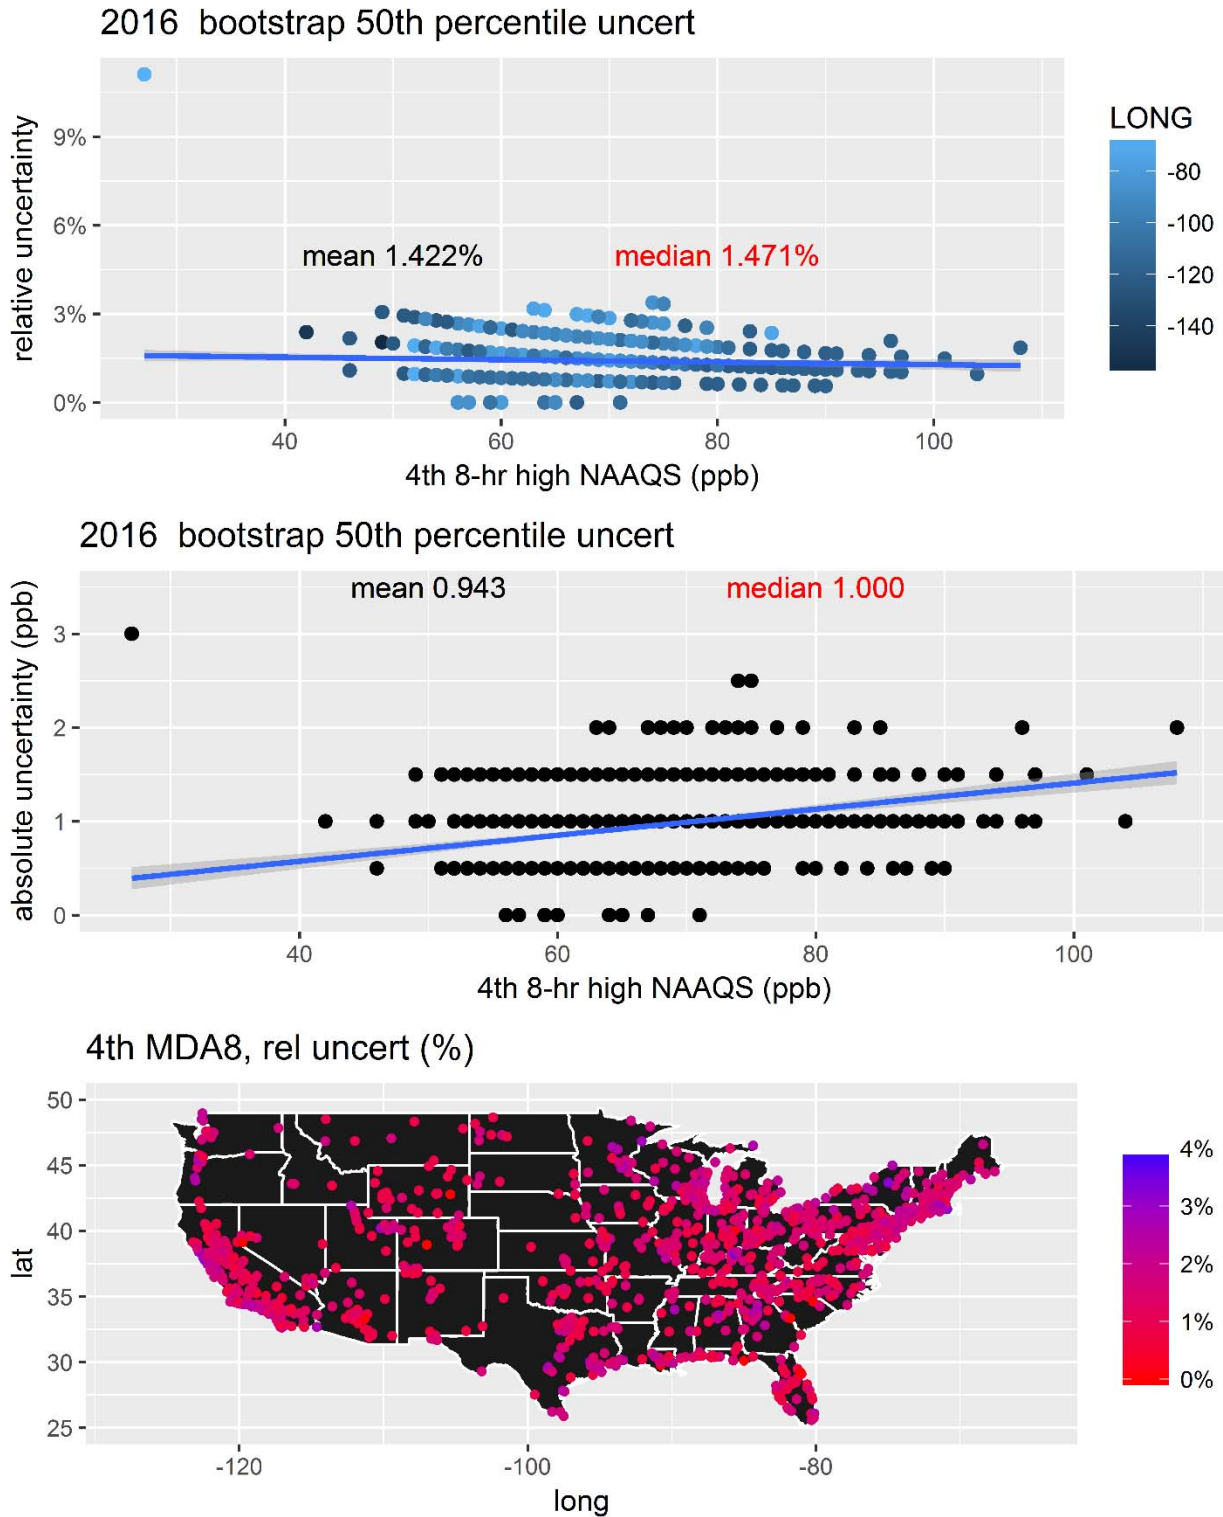 2016  bootstrap 50th percentile uncert
relative uncertainty
9%
6%
3%
0%
mean 1.422%
median 1.471%
40
60
80
100
4th 8-hr high NAAQS (ppb)
LONG
-80
-100
-120
-140
2016  bootstrap 50th percentile uncert
absolute uncertainty (ppb)
3
2
1
0
mean 0.943
median 1.000
40
60
80
100
4th 8-hr high NAAQS (ppb)
4th MDA8, rel uncert (%)
lat
50
45
40
35
30
25
-120
-100
-80
long
4%
3%
2%
1%
0%